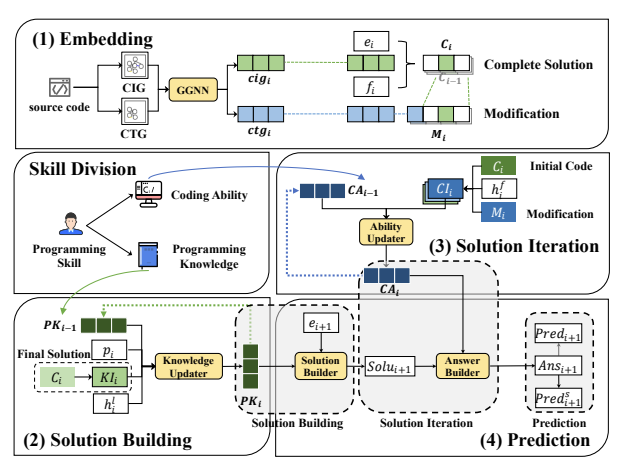 (1) Embedding
source code
CIG
CTG
GGNN
cig_i
ctg_i
e_i
f_i
C_i
C_{i-1}
M_i
Complete Solution
Modification
Skill Division
Coding Ability
Programming
Skill
Programming
Knowledge
CA_{i-1}
CI_i
C_i
h_i^f
M_i
Initial Code
Modification
Ability
Updater
(3) Solution Iteration
CA_i
PK_{i-1}
Final Solution
p_i
C_i
KI_i
h_i^l
Knowledge
Updater
PK_i
(2) Solution Building
e_{i+1}
Solution
Builder
Solu_{i+1}
Answer
Builder
Pred_{i+1}
Ans_{i+1}
Pred_{i+1}^s
Solution Building
Solution Iteration
Prediction
(4) Prediction